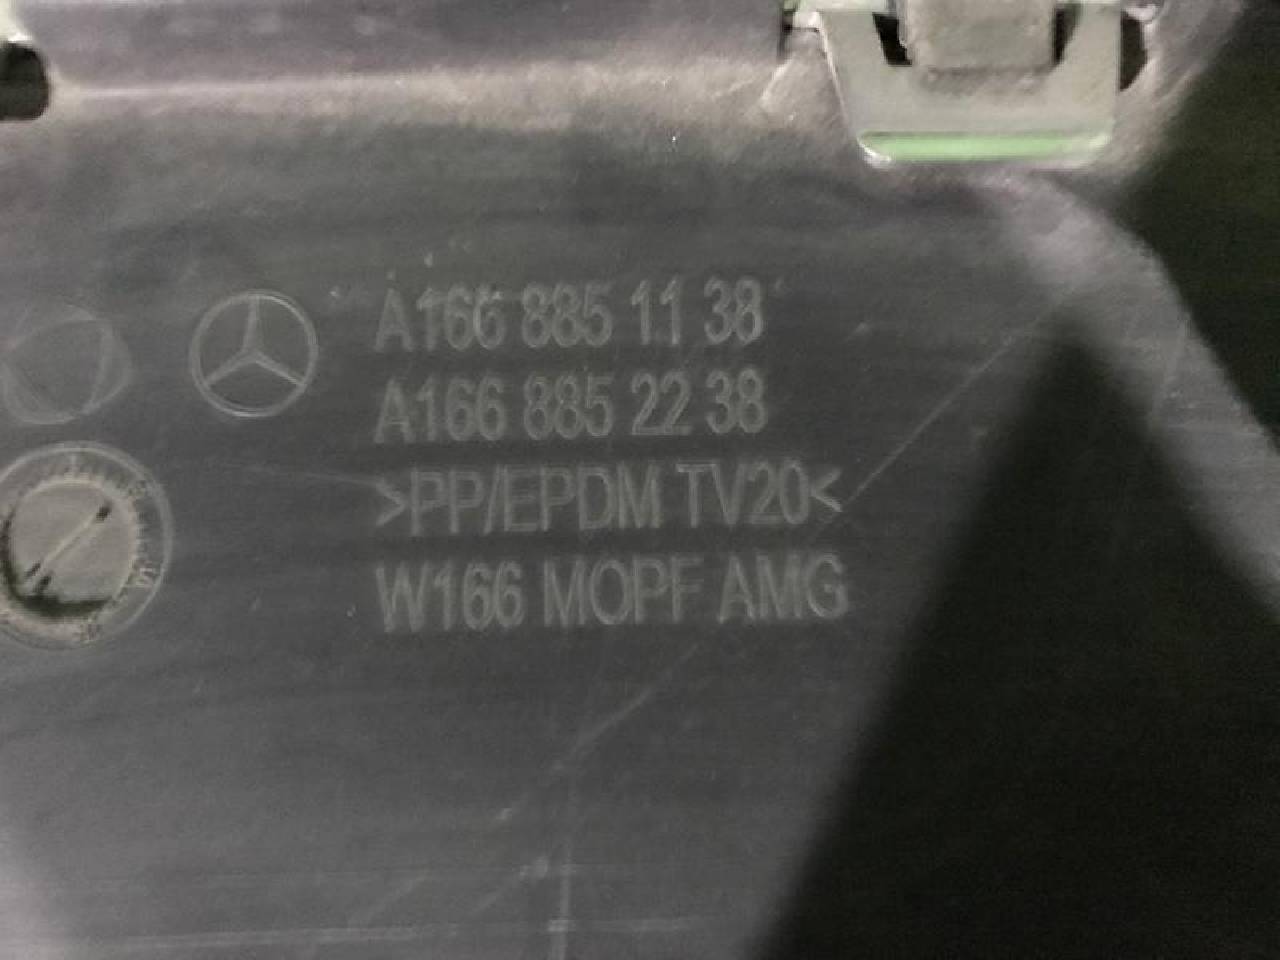 A166 885 11 38
A166 885 22 38
>PP/EPDM TV20<
W166 MOPF AMG